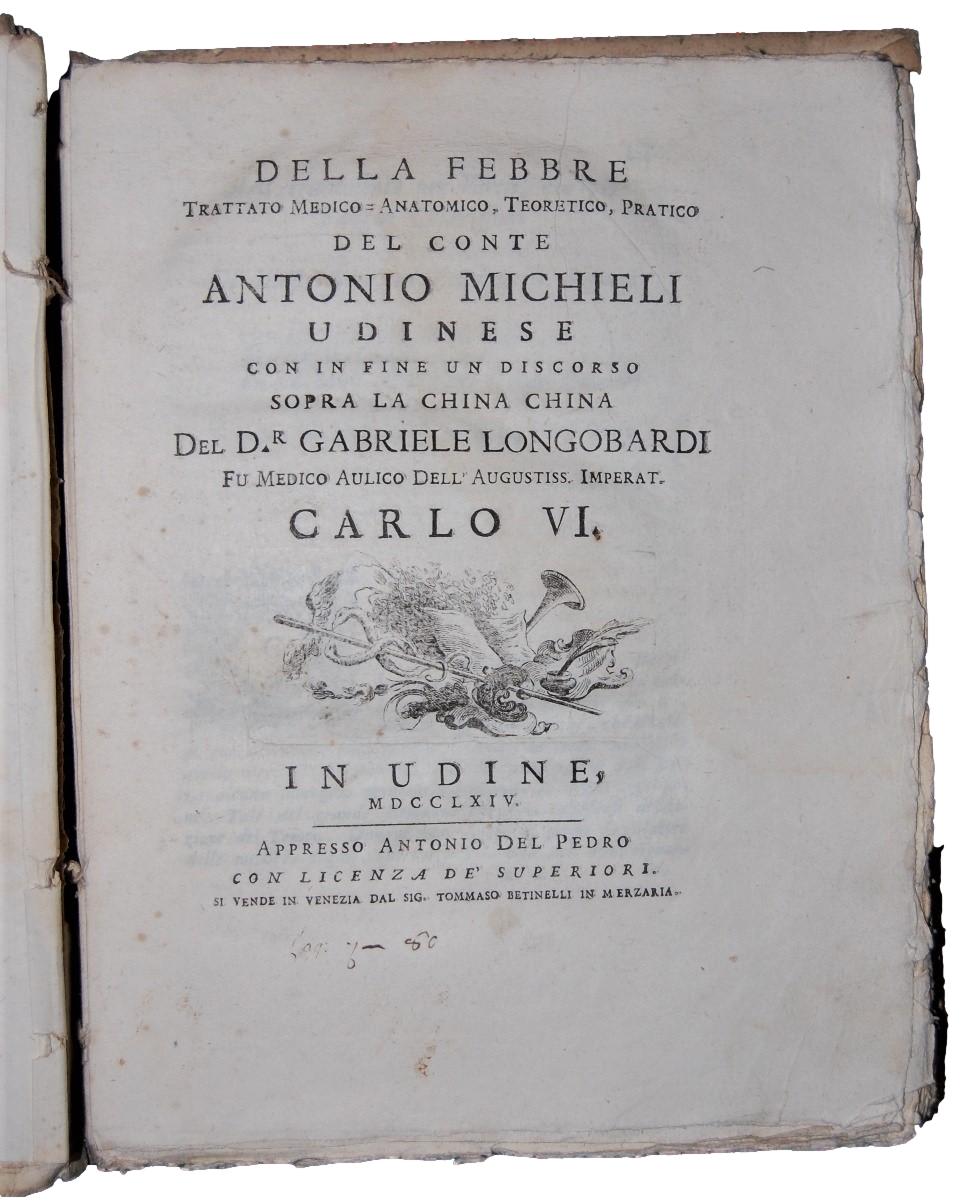 DELLA FEBBRE
TRATTATO MEDICO=ANATOMICO, TEORETICO, PRATICO
DEL CONTE
ANTONIO MICHIELI
UDINESE
CON IN FINE UN DISCORSO
SOPRA LA CHINA CHINA
DEL D.R GABRIELE LONGOBARDI
FU MEDICO AULICO DELL' AUGUSTISS. IMPERAT.
CARLO VI.
IN UDINE,
MDCCLXIV.
APPRESSO ANTONIO DEL PEDRO
CON LICENZA DE' SUPERIORI.
SI VENDE IN VENEZIA DAL SIG. TOMMASO BETINELLI IN MERZARIA.